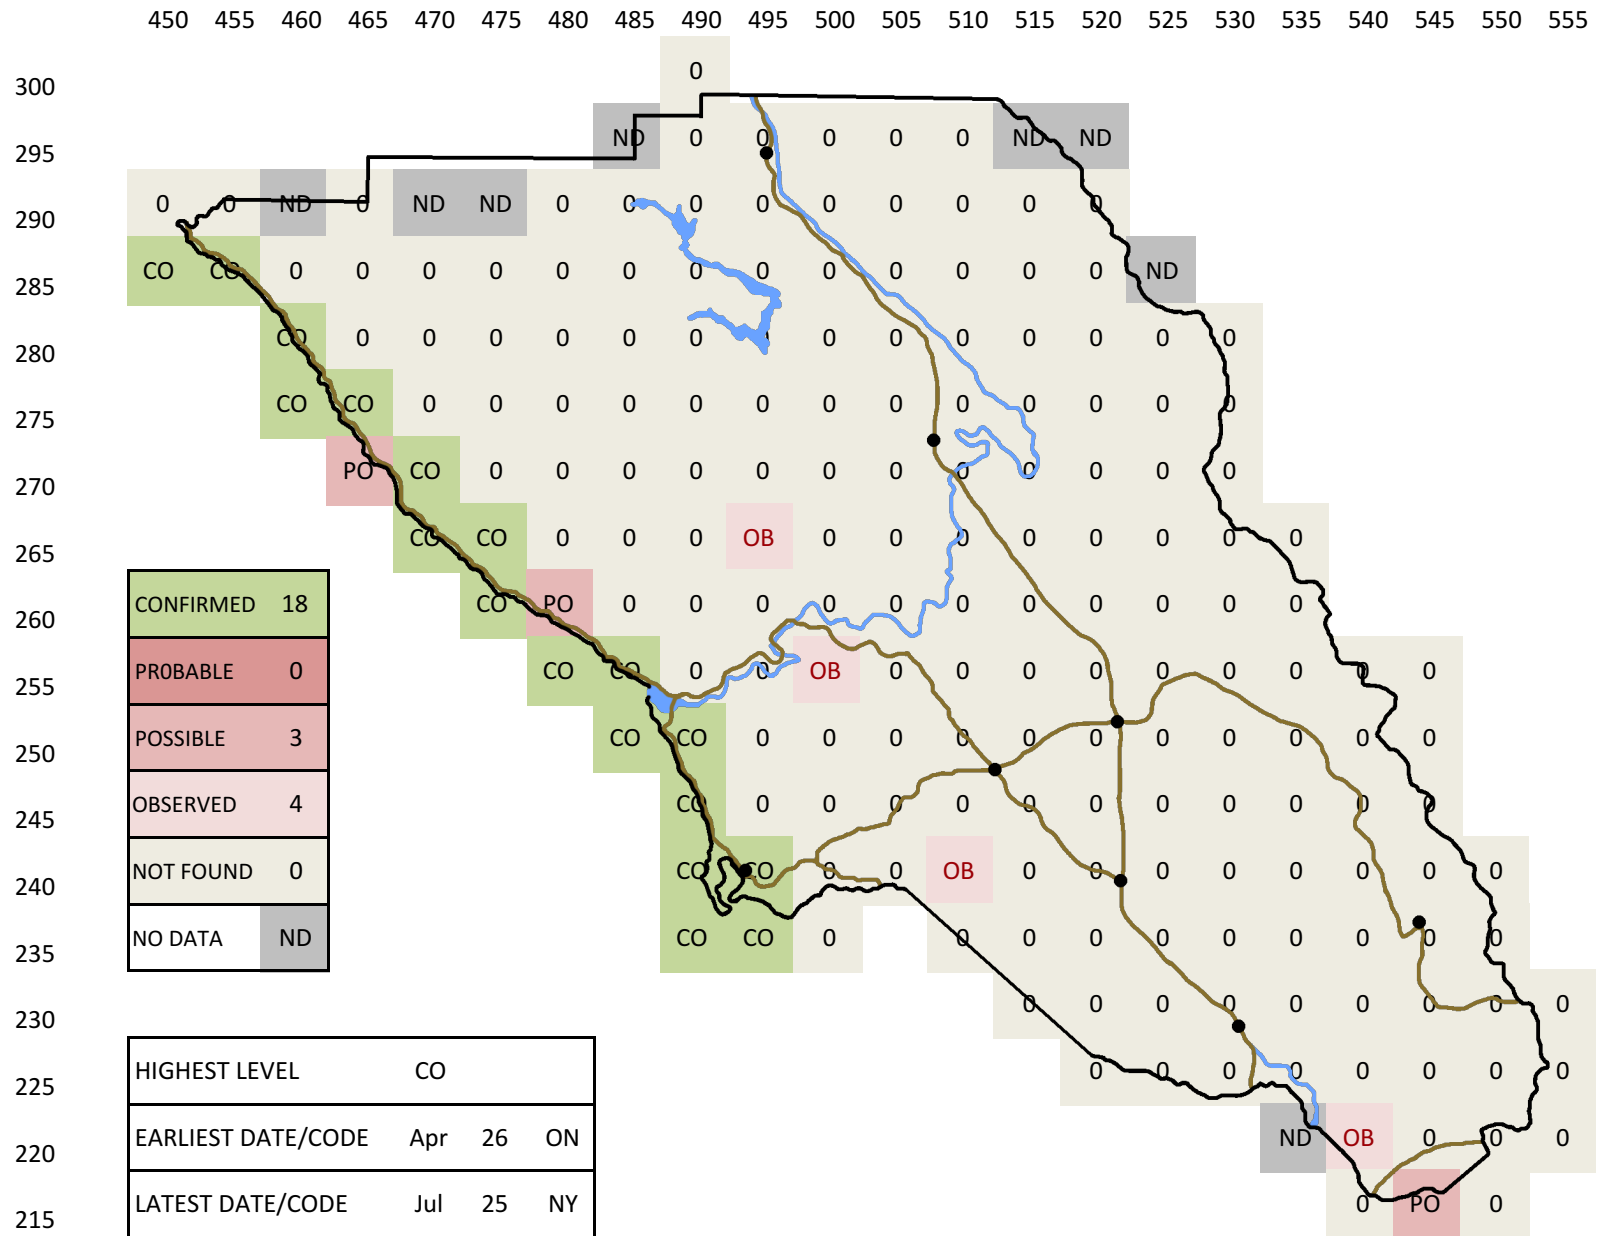 450 455 460 465 470 475 480 485 490 495 500 505 510 515 520 525 530 535 540 545 550 555
0
300
ND 0 0 0 0 0 ND ND
295
0 0 ND 0 ND ND 0 0 0 0 0 0 0 0 0
290
CO CO 0 0 0 0 0 0 0 0 0 0 0 0 0 ND
285
CO 0 0 0 0 0 0 0 0 0 0 0 0 0 0
280
CO CO 0 0 0 0 0 0 0 0 0 0 0 0 0
275
PO CO 0 0 0 0 0 0 0 0 0 0 0 0
270
CO CO 0 0 0 OB 0 0 0 0 0 0 0 0
265
CONFIRMED 18
CO PO 0 0 0 0 0 0 0 0 0 0 0
260
PR0BABLE 0
CO CO 0 0 OB 0 0 0 0 0 0 0 0 0
255
POSSIBLE 3
CO CO 0 0 0 0 0 0 0 0 0 0 0
250
OBSERVED 4
CO 0 0 0 0 0 0 0 0 0 0 0
245
NOT FOUND 0
CO CO 0 0 OB 0 0 0 0 0 0 0 0
240
NO DATA ND
CO CO 0 0 0 0 0 0 0 0 0 0
235
0 0 0 0 0 0 0 0 0
230
HIGHEST LEVEL CO
0 0 0 0 0 0 0 0
225
EARLIEST DATE/CODE Apr 26 ON
ND OB 0 0 0
220
LATEST DATE/CODE Jul 25 NY
0 PO 0
215